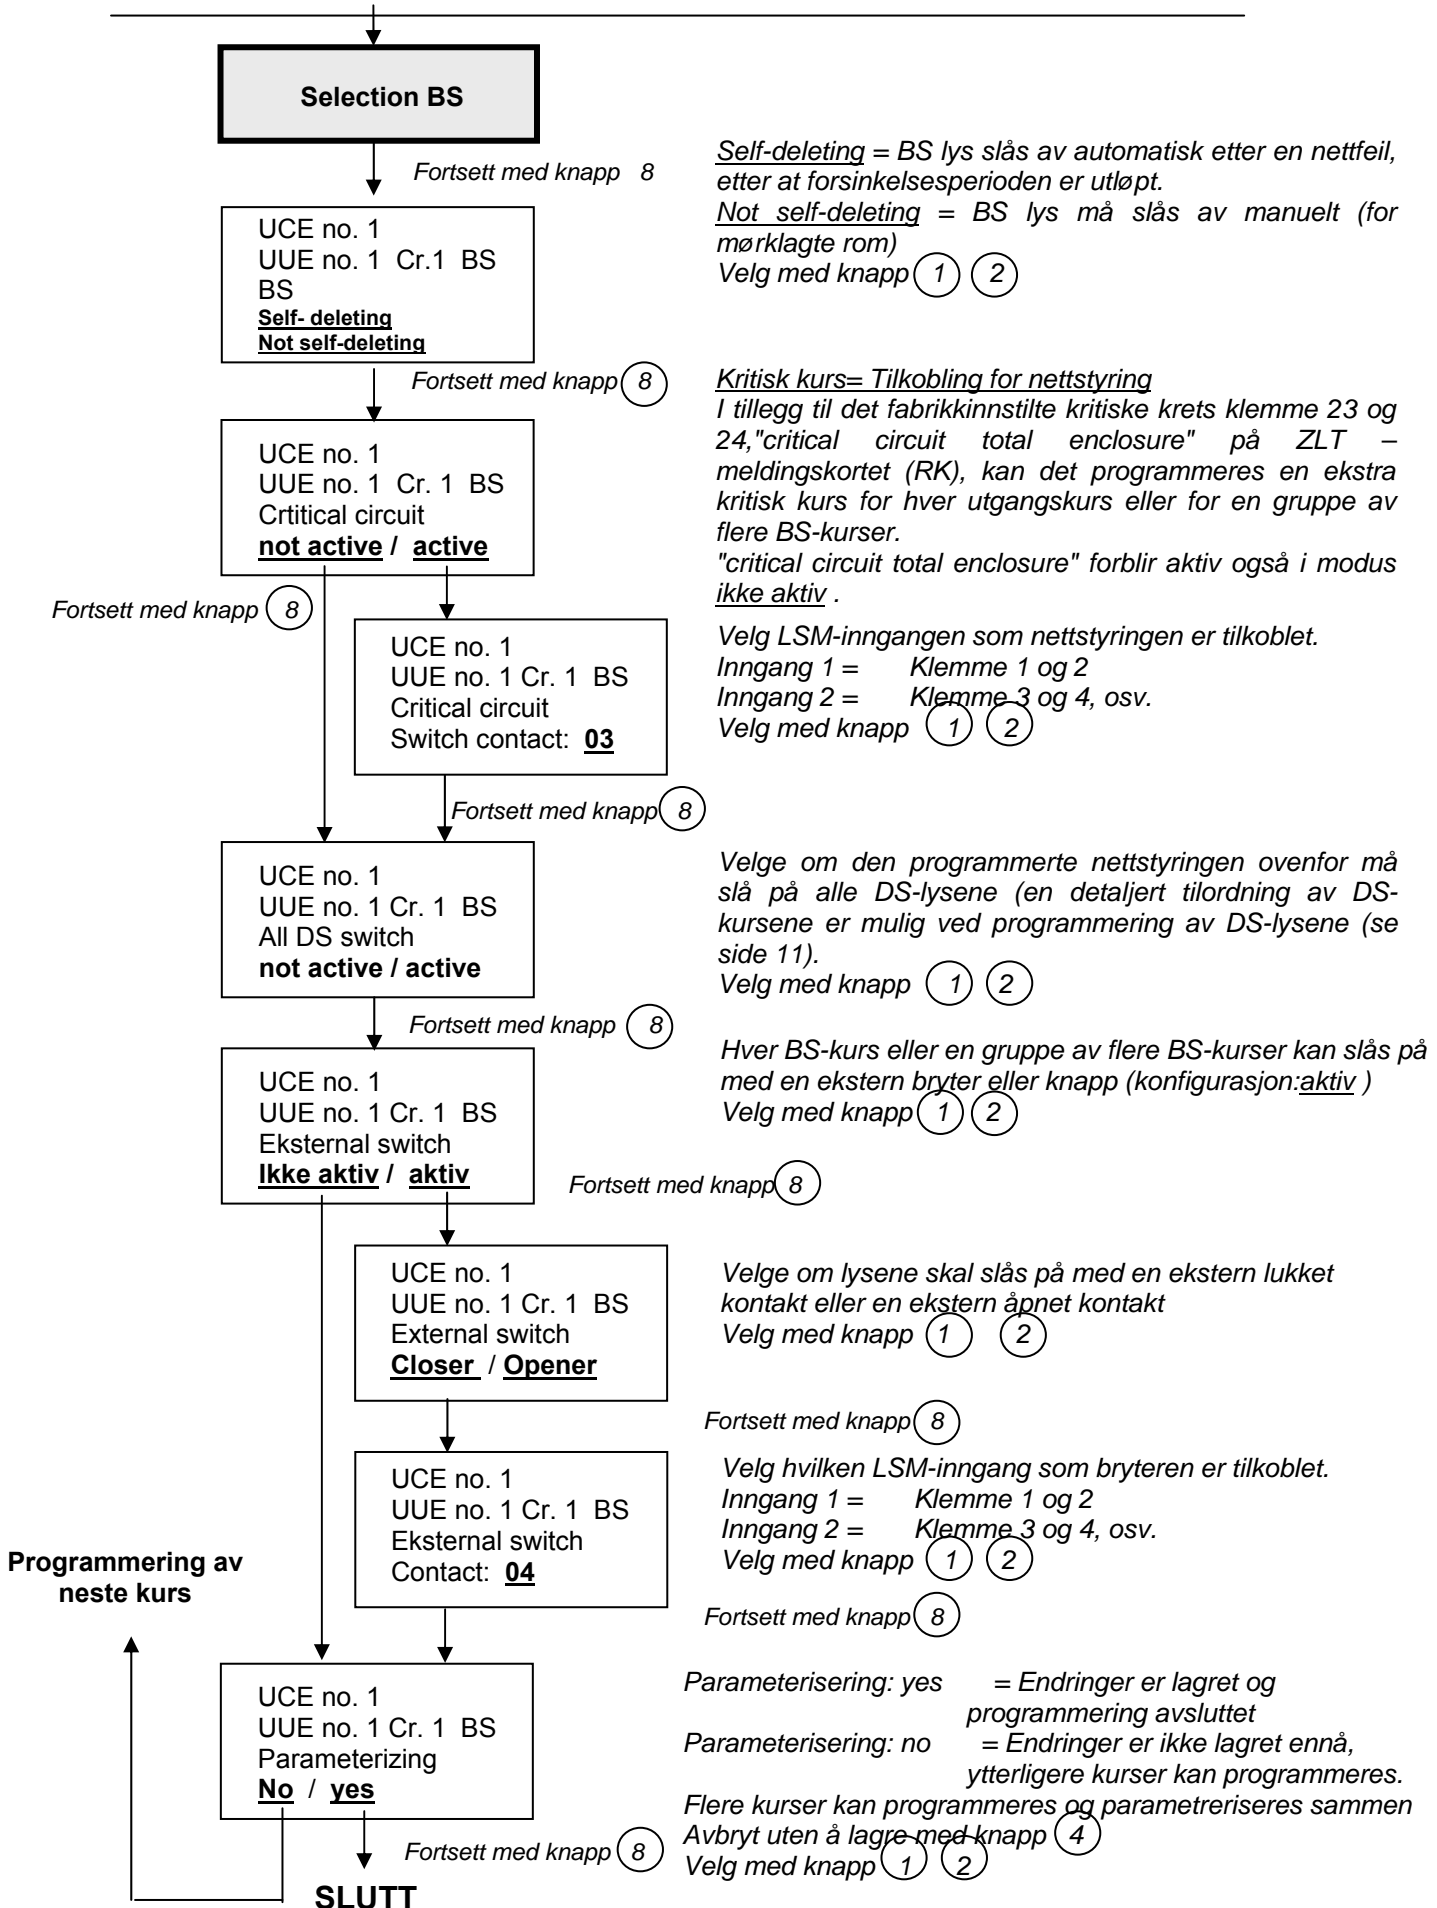 Selection BS
Fortsett med knapp 8
Self-deleting = BS lys slås av automatisk etter en nettfeil,
etter at forsinkelsesperioden er utløpt.
Not self-deleting = BS lys må slås av manuelt (for
mørklagte rom)
Velg med knapp 1 2
UCE no. 1
UUE no. 1 Cr.1 BS
BS
Self- deleting
Not self-deleting
Fortsett med knapp 8
Kritisk kurs= Tilkobling for nettstyring
I tillegg til det fabrikkinnstilte kritiske krets klemme 23 og
24,"critical circuit total enclosure" på ZLT –
meldingskortet (RK), kan det programmeres en ekstra
kritisk kurs for hver utgangskurs eller for en gruppe av
flere BS-kurser.
"critical circuit total enclosure" forblir aktiv også i modus
ikke aktiv .
UCE no. 1
UUE no. 1 Cr. 1 BS
Crtitical circuit
not active / active
Fortsett med knapp 8
UCE no. 1
UUE no. 1 Cr. 1 BS
Critical circuit
Switch contact: 03
Velg LSM-inngangen som nettstyringen er tilkoblet.
Inngang 1 = Klemme 1 og 2
Inngang 2 = Klemme 3 og 4, osv.
Velg med knapp 1 2
Fortsett med knapp 8
UCE no. 1
UUE no. 1 Cr. 1 BS
All DS switch
not active / active
Velge om den programmerte nettstyringen ovenfor må
slå på alle DS-lysene (en detaljert tilordning av DS-
kursene er mulig ved programmering av DS-lysene (se
side 11).
Velg med knapp 1 2
Fortsett med knapp 8
UCE no. 1
UUE no. 1 Cr. 1 BS
Eksternal switch
Ikke aktiv / aktiv
Hver BS-kurs eller en gruppe av flere BS-kurser kan slås på
med en ekstern bryter eller knapp (konfigurasjon:aktiv )
Velg med knapp 1 2
Fortsett med knapp 8
UCE no. 1
UUE no. 1 Cr. 1 BS
External switch
Closer / Opener
Velge om lysene skal slås på med en ekstern lukket
kontakt eller en ekstern åpnet kontakt
Velg med knapp 1 2
Fortsett med knapp 8
UCE no. 1
UUE no. 1 Cr. 1 BS
Eksternal switch
Contact: 04
Velg hvilken LSM-inngang som bryteren er tilkoblet.
Inngang 1 = Klemme 1 og 2
Inngang 2 = Klemme 3 og 4, osv.
Velg med knapp 1 2
Fortsett med knapp 8
Programmering av
neste kurs
UCE no. 1
UUE no. 1 Cr. 1 BS
Parameterizing
No / yes
Parameterisering: yes = Endringer er lagret og
programmering avsluttet
Parameterisering: no = Endringer er ikke lagret ennå,
ytterligere kurser kan programmeres.
Flere kurser kan programmeres og parametreriseres sammen
Avbryt uten å lagre med knapp 4
Velg med knapp 1 2
Fortsett med knapp 8
SLUTT